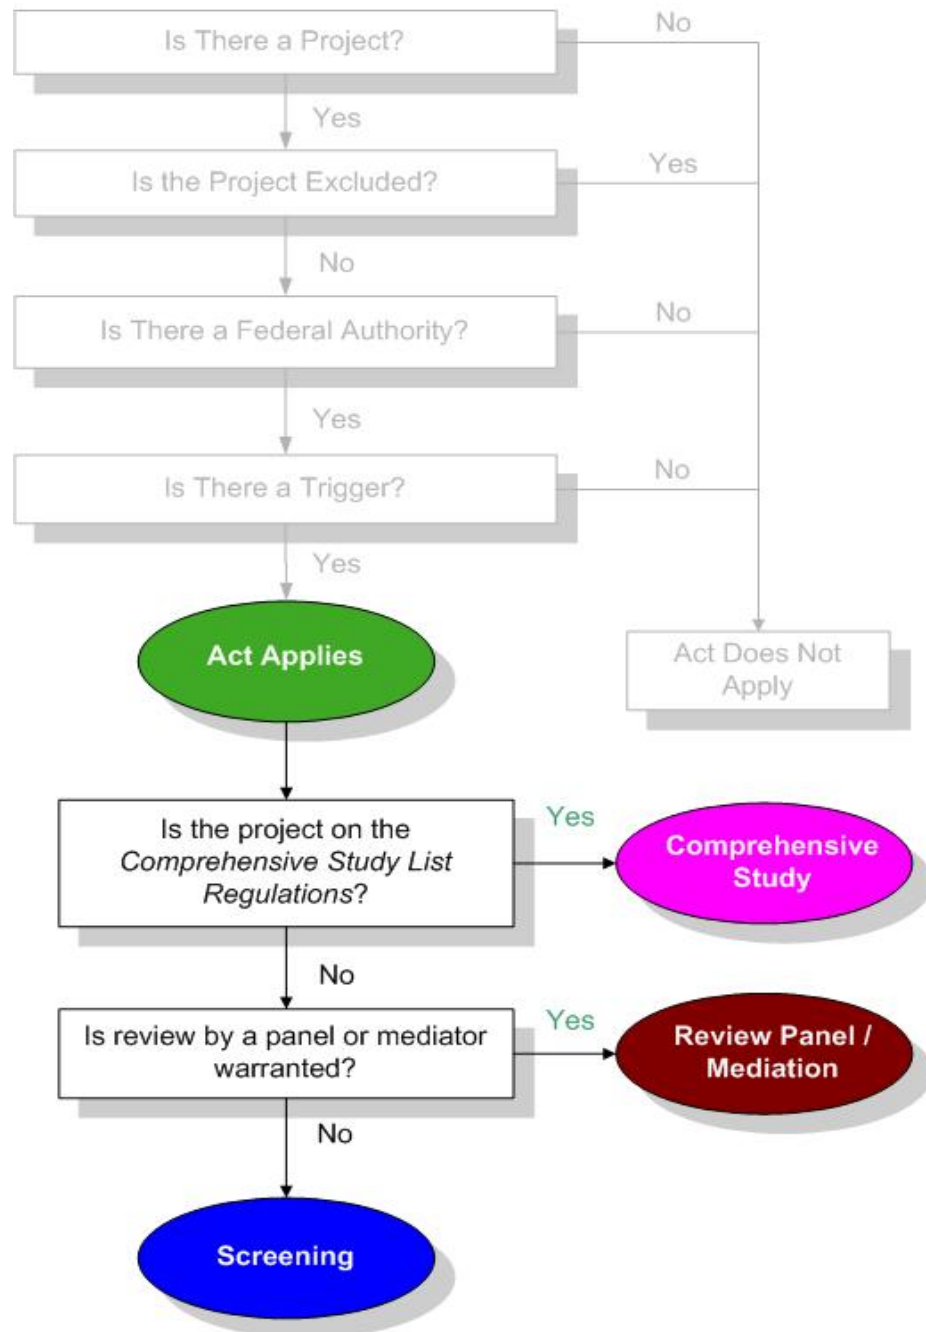 Is There a Project?
No
Yes
Is the Project Excluded?
Yes
No
Is There a Federal Authority?
No
Yes
Is There a Trigger?
No
Yes
Act Applies
Act Does Not
Apply
Is the project on the
Comprehensive Study List
Regulations?
Yes
Comprehensive
Study
No
Is review by a panel or mediator
warranted?
Yes
Review Panel /
Mediation
No
Screening